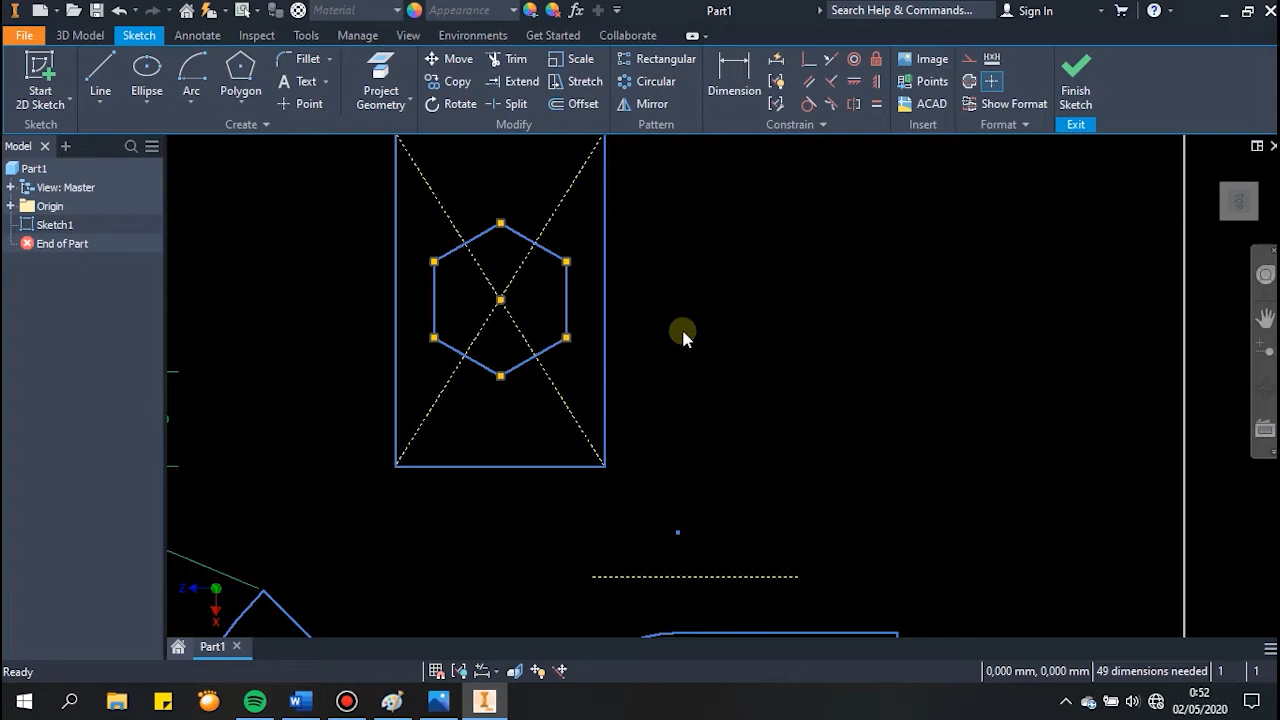 Material
Appearance
fx
Part1
Search Help & Commands...
Sign In
File
3D Model
Sketch
Annotate
Inspect
Tools
Manage
View
Environments
Get Started
Collaborate
Start
2D Sketch
Line
Ellipse
Arc
Polygon
Fillet
Text
Point
Project
Geometry
Move
Copy
Rotate
Trim
Extend
Split
Scale
Stretch
Offset
Rectangular
Circular
Mirror
Dimension
Image
Points
ACAD
Show Format
Finish
Sketch
Sketch
Create
Modify
Pattern
Constrain
Insert
Format
Exit
Model
Part1
View: Master
Origin
Sketch1
End of Part
TOP
Z
X
Part1
Ready
0,000 mm, 0,000 mm
49 dimensions needed
1
1
0:52
02/05/2020